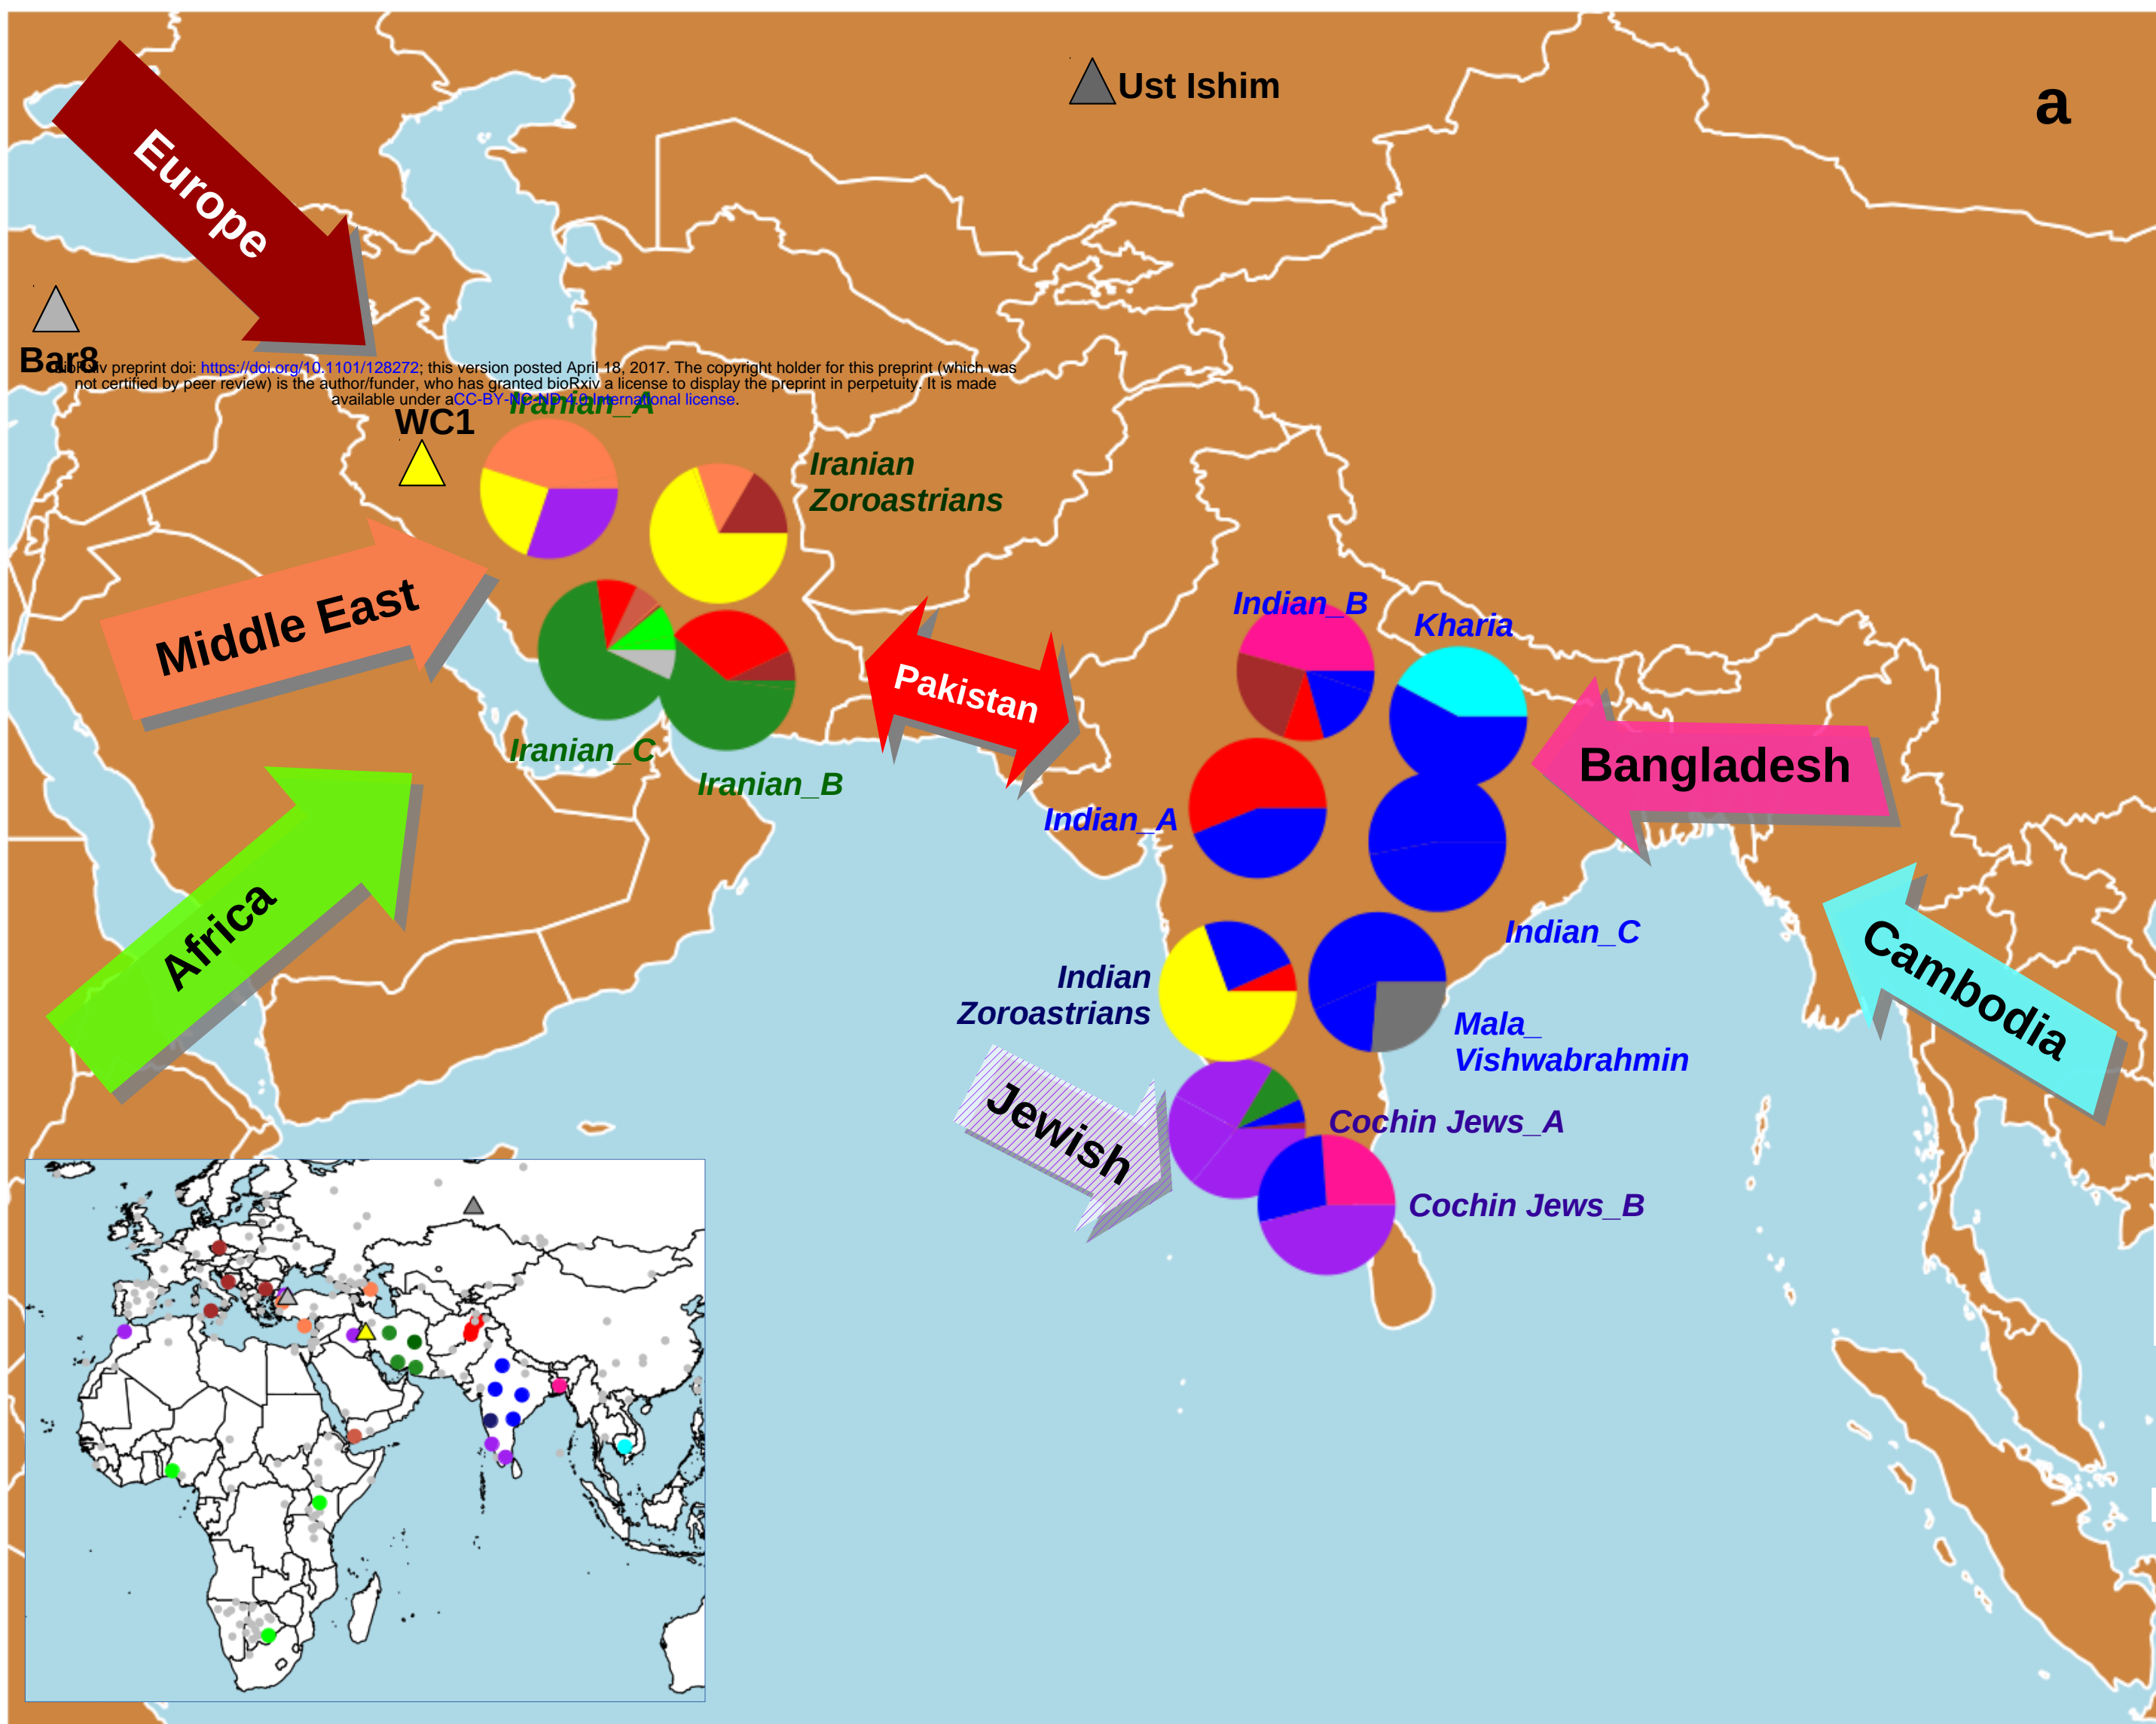 Ust Ishim
a
Europe
Bar8
bioRxiv preprint doi: https://doi.org/10.1101/128272; this version posted April 18, 2017. The copyright holder for this preprint (which was
not certified by peer review) is the author/funder, who has granted bioRxiv a license to display the preprint in perpetuity. It is made
available under aCC-BY-NC-ND 4.0 International license.
Iranian_A
WC1
Iranian
Zoroastrians
Middle East
Indian_B
Kharia
Pakistan
Iranian_C
Iranian_B
Bangladesh
Indian_A
Africa
Indian_C
Cambodia
Indian
Zoroastrians
Mala_
Vishwabrahmin
Jewish
Cochin Jews_A
Cochin Jews_B